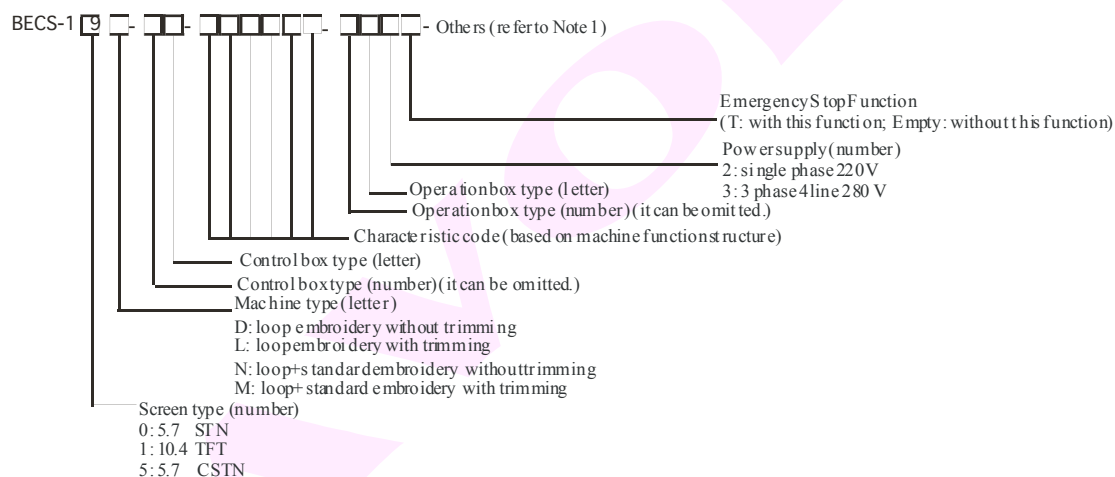 BECS-1 9 - - - - Others (refer to Note 1)
Emergency Stop Function
(T: with this function; Empty: without this function)
Power supply (number)
2: single phase 220 V
3: 3 phase 4 line 280 V
Operation box type (letter)
Operation box type (number) (it can be omitted.)
Characteristic code (based on machine function structure)
Control box type (letter)
Control box type (number) (it can be omitted.)
Machine type (letter)
D: loop embroidery without trimming
L: loop embroidery with trimming
N: loop+standard embroidery without trimming
M: loop+standard embroidery with trimming
Screen type (number)
0: 5.7 STN
1: 10.4 TFT
5: 5.7 CSTN